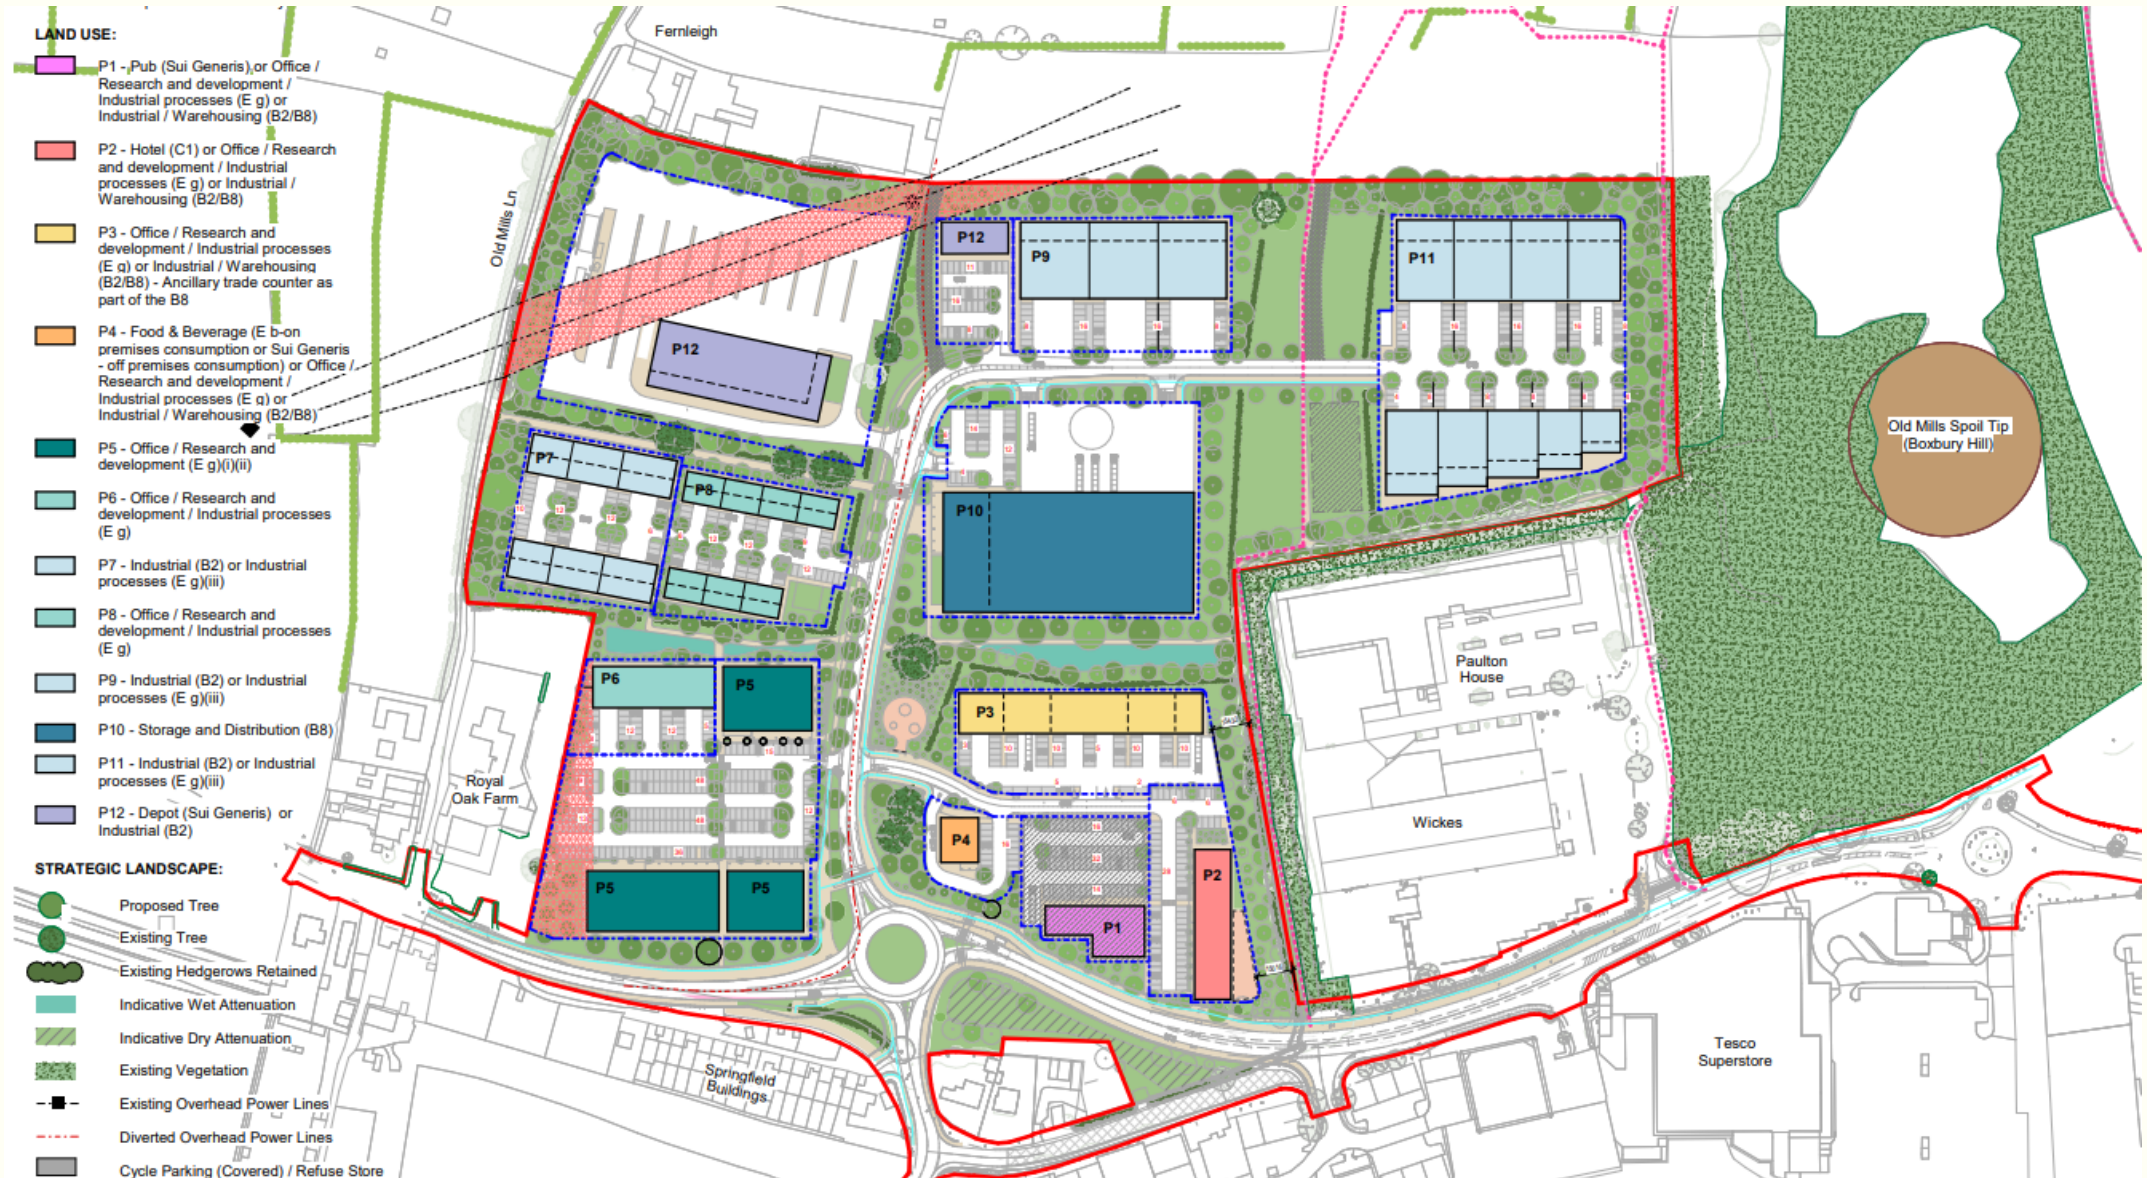 LAND USE:
P1 - Pub (Sui Generis) or Office /
Research and development /
Industrial processes (E g) or
Industrial / Warehousing (B2/B8)
P2 - Hotel (C1) or Office / Research
and development / Industrial
processes (E g) or Industrial /
Warehousing (B2/B8)
P3 - Office / Research and
development / Industrial processes
(E g) or Industrial / Warehousing
(B2/B8) - Ancillary trade counter as
part of the B8
P4 - Food & Beverage (E b-on
premises consumption or Sui Generis
- off premises consumption) or Office /
Research and development /
Industrial processes (E g) or
Industrial / Warehousing (B2/B8)
P5 - Office / Research and
development (E g)(i)(ii)
P6 - Office / Research and
development / Industrial processes
(E g)
P7 - Industrial (B2) or Industrial
processes (E g)(iii)
P8 - Office / Research and
development / Industrial processes
(E g)
P9 - Industrial (B2) or Industrial
processes (E g)(iii)
P10 - Storage and Distribution (B8)
P11 - Industrial (B2) or Industrial
processes (E g)(iii)
P12 - Depot (Sui Generis) or
Industrial (B2)
STRATEGIC LANDSCAPE:
Proposed Tree
Existing Tree
Existing Hedgerows Retained
Indicative Wet Attenuation
Indicative Dry Attenuation
Existing Vegetation
Existing Overhead Power Lines
Diverted Overhead Power Lines
Cycle Parking (Covered) / Refuse Store
Fernleigh
Old Mills Ln
P12
P9
P11
P12
P7
P8
P10
Old Mills Spoil Tip
(Boxbury Hill)
P6
P5
P3
Paulton
House
Royal
Oak Farm
P4
Wickes
P5
P5
P1
P2
Springfield
Buildings
Tesco
Superstore